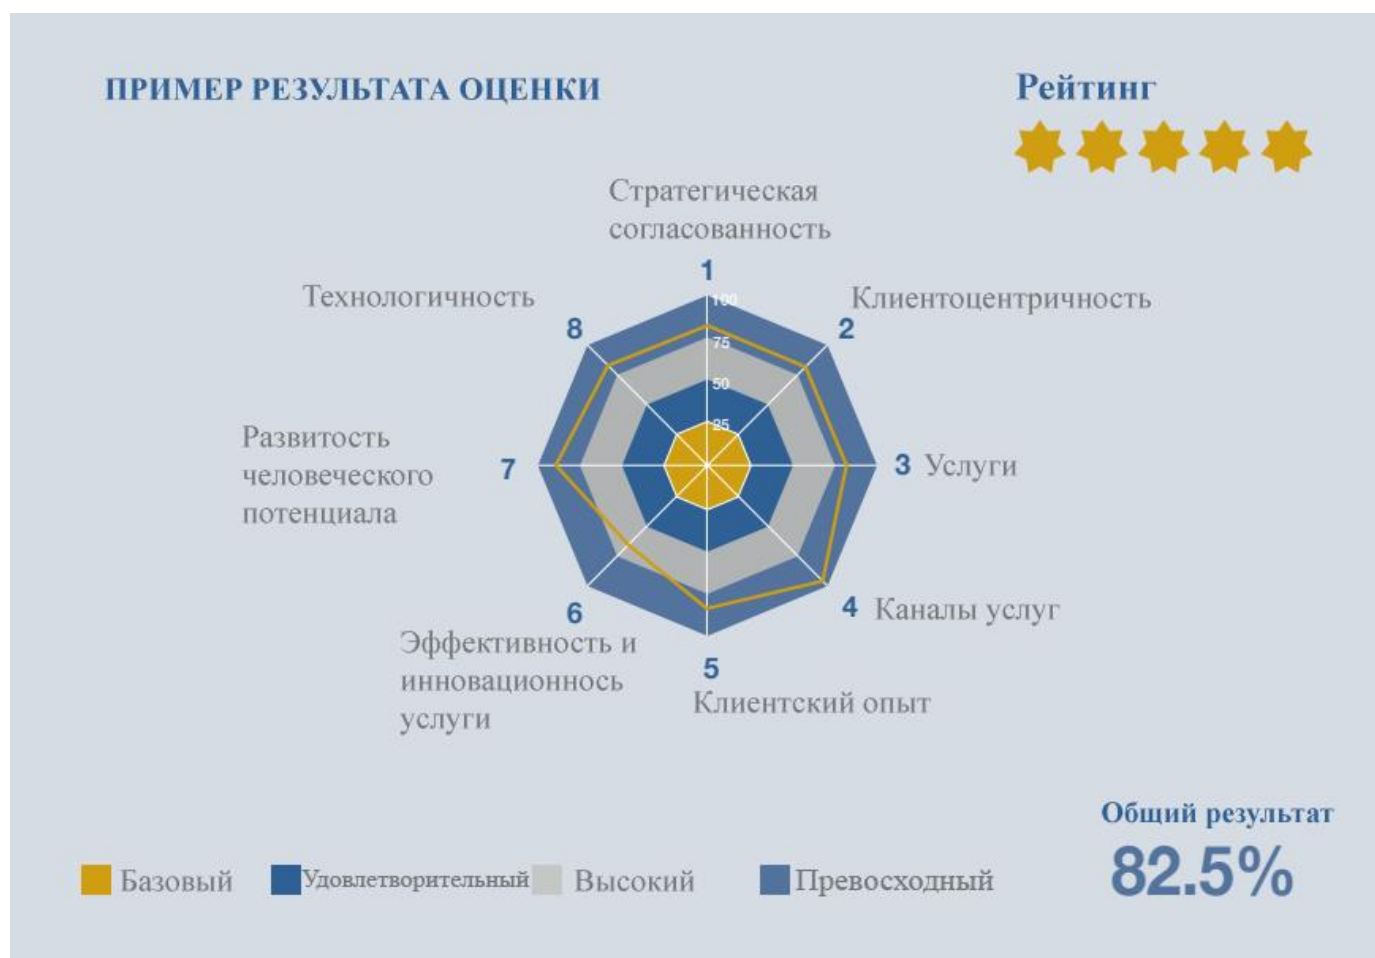 ПРИМЕР РЕЗУЛЬТАТА ОЦЕНКИ
Рейтинг
Стратегическая
согласованность
1
Технологичность
8
Клиентоцентричность
2
100
75
50
25
Развитость
человеческого
потенциала
7
3 Услуги
4 Каналы услуг
6
Эффективность и
инновационнось
услуги
5
Клиентский опыт
Общий результат
82.5%
Базовый
Удовлетворительный
Высокий
Превосходный